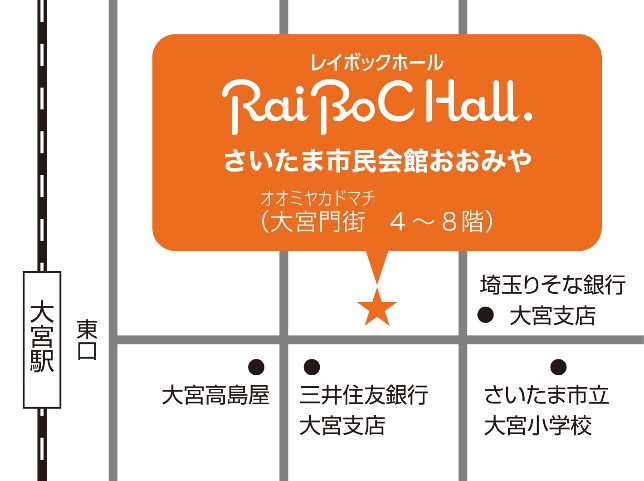 レイボックホール
RaiBoC Hall.
さいたま市民会館おおみや
オオミヤカドマチ
（大宮門街　４～８階）
埼玉りそな銀行
大宮支店
大宮駅
東口
大宮高島屋
三井住友銀行
大宮支店
さいたま市立
大宮小学校